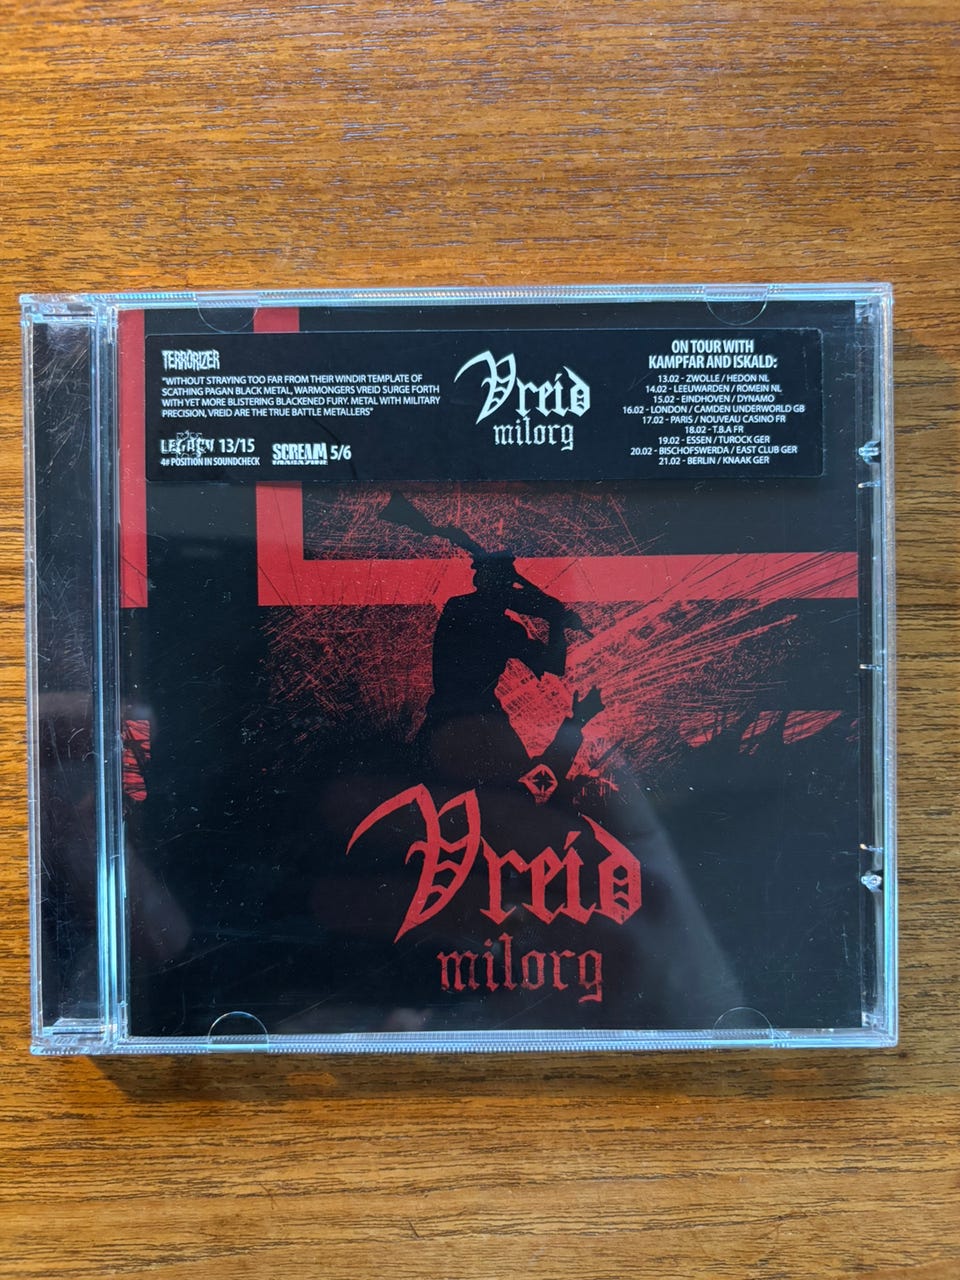 TERRORIZER
"WITHOUT STRAYING TOO FAR FROM THEIR WINDIR TEMPLATE OF
SCATHING PAGAN BLACK METAL, WARMONGERS VREID SURGE FORTH
WITH YET MORE BLISTERING BLACKENED FURY. METAL WITH MILITARY
PRECISION, VREID ARE THE TRUE BATTLE METALLERS"
LEGACY 13/15
4# POSITION IN SOUNDCHECK
SCREAM 5/6
MAGAZINE
Vreid
milorg
ON TOUR WITH
KAMPFAR AND ISKALD:
13.02 - ZWOLLE / HEDON NL
14.02 - LEEUWARDEN / ROMEIN NL
15.02 - EINDHOVEN / DYNAMO
16.02 - LONDON / CAMDEN UNDERWORLD GB
17.02 - PARIS / NOUVEAU CASINO FR
18.02 - T.B.A FR
19.02 - ESSEN / TUROCK GER
20.02 - BISCHOFSWERDA / EAST CLUB GER
21.02 - BERLIN / KNAAK GER
Vreid
milorg